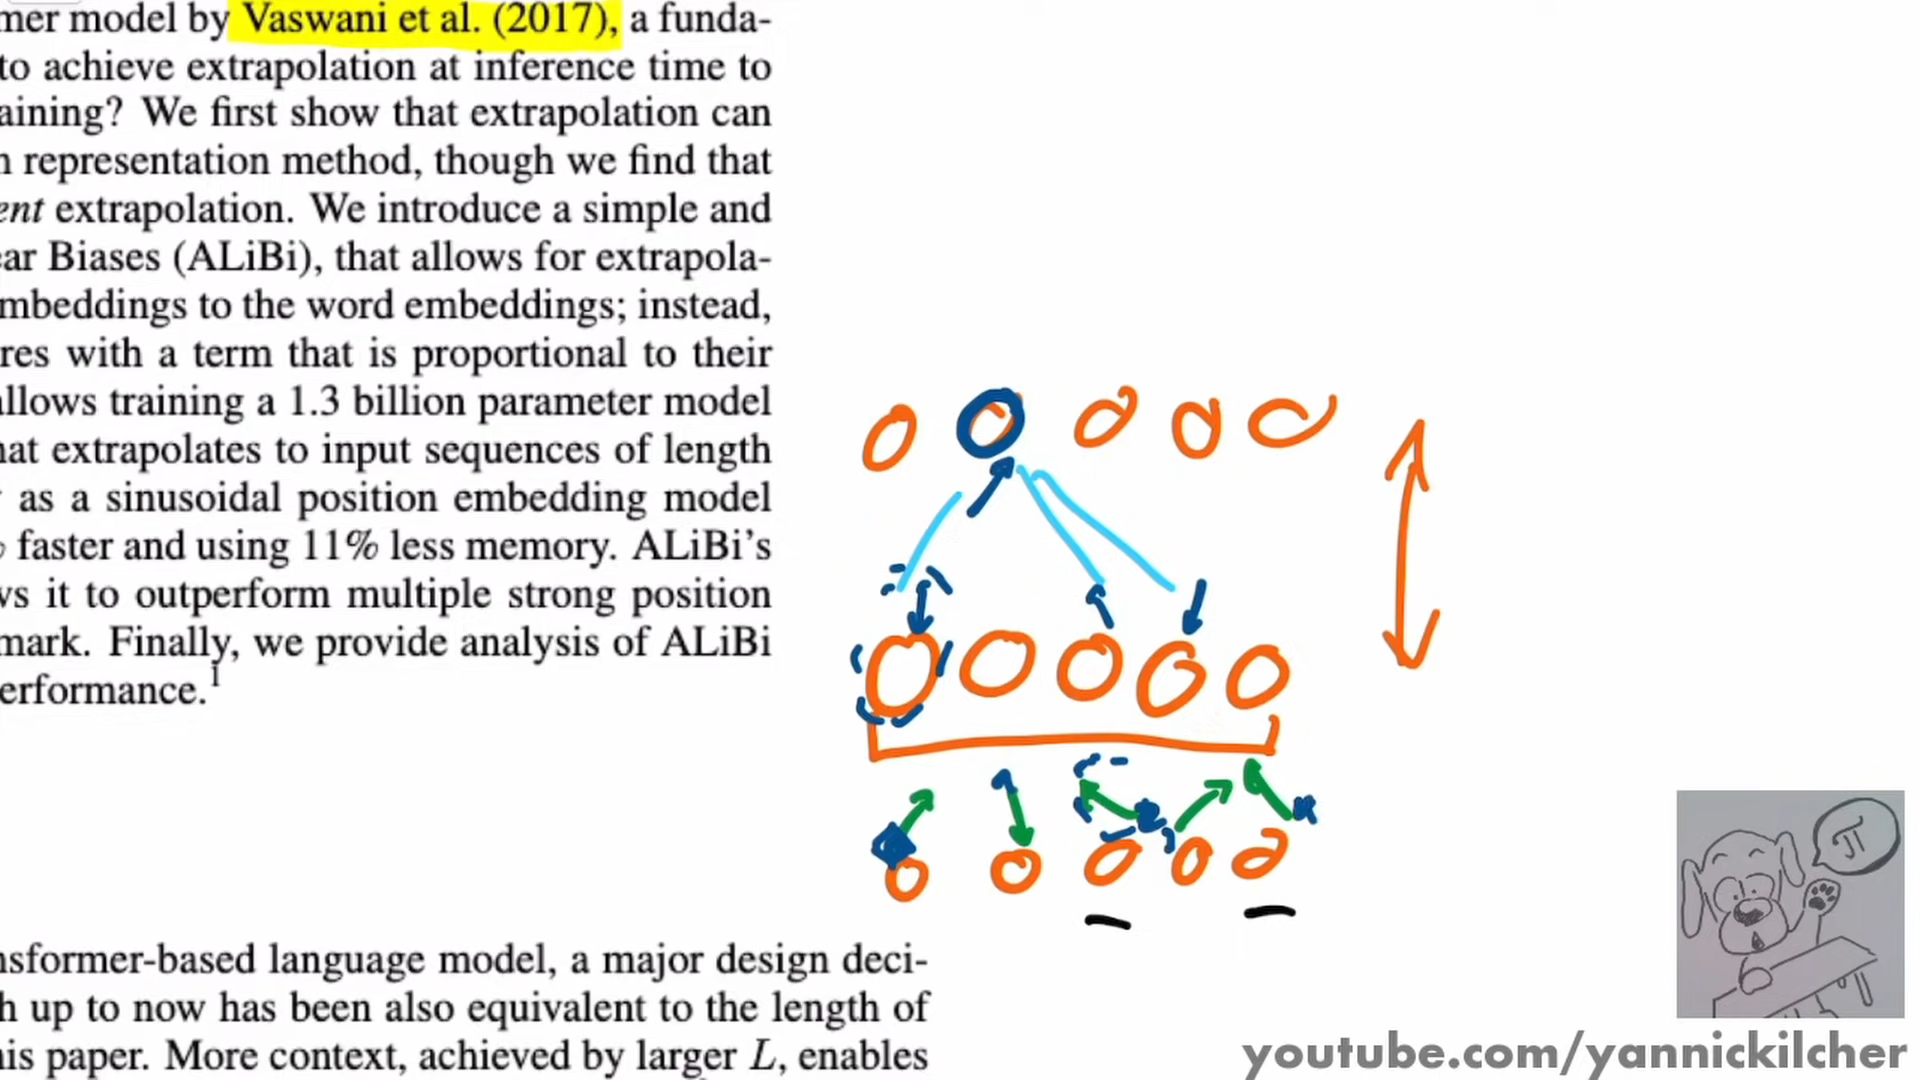 mer model by Vaswani et al. (2017), a funda-
to achieve extrapolation at inference time to
aining? We first show that extrapolation can
n representation method, though we find that
ent extrapolation. We introduce a simple and
ar Biases (ALiBi), that allows for extrapola-
mbeddings to the word embeddings; instead,
res with a term that is proportional to their
allows training a 1.3 billion parameter model
hat extrapolates to input sequences of length
as a sinusoidal position embedding model
faster and using 11% less memory. ALiBi's
ws it to outperform multiple strong position
mark. Finally, we provide analysis of ALiBi
erformance.¹
nsformer-based language model, a major design deci-
h up to now has been also equivalent to the length of
his paper. More context, achieved by larger L, enables
π
youtube.com/yannickilcher